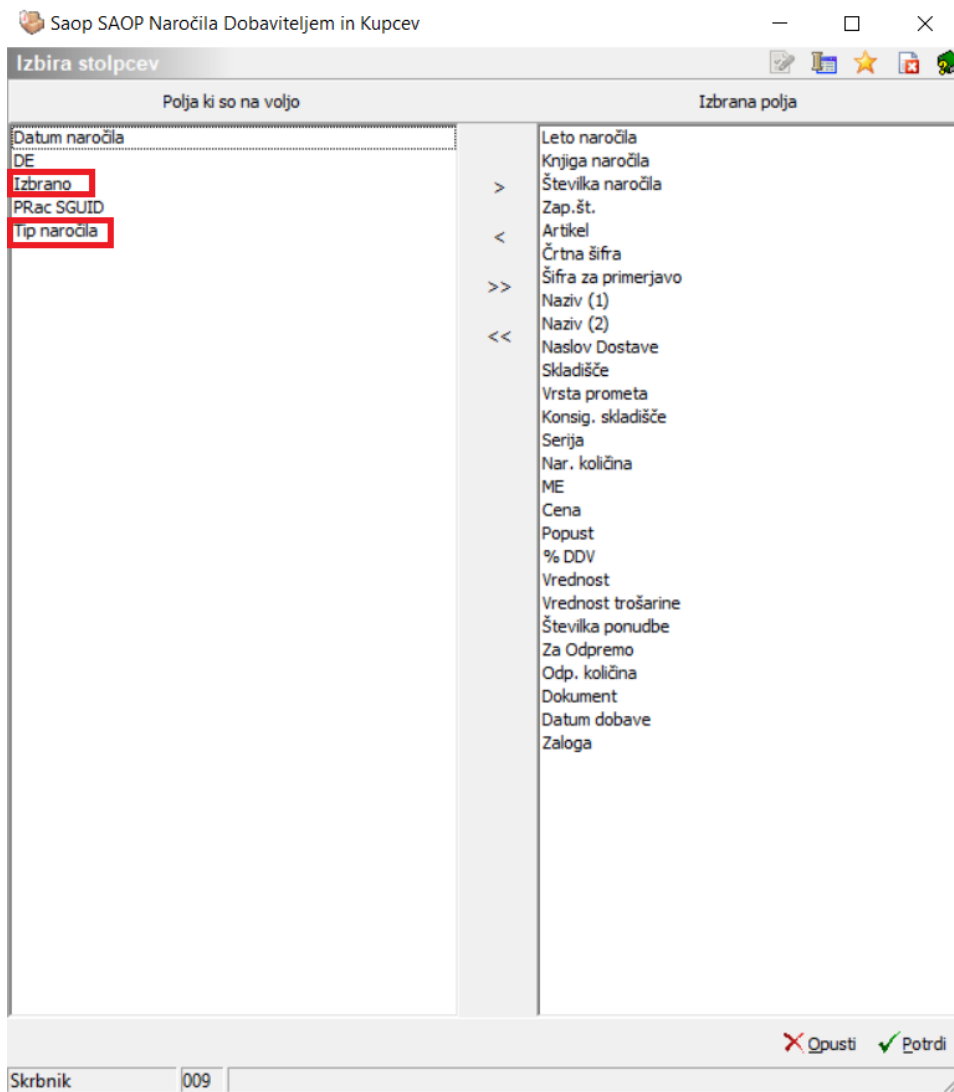 Saop SAOP Naročila Dobaviteljem in Kupcev
Izbira stolpcev
Polja ki so na voljo
Izbrana polja
Datum naročila
DE
Izbrano
PRac SGUID
Tip naročila
>
<
>>
<<
Leto naročila
Knjiga naročila
Številka naročila
Zap.št.
Artikel
Črtna šifra
Šifra za primerjavo
Naziv (1)
Naziv (2)
Naslov Dostave
Skladišče
Vrsta prometa
Konsig. skladišče
Serija
Nar. količina
ME
Cena
Popust
% DDV
Vrednost
Vrednost trošarine
Številka ponudbe
Za Odpremo
Odp. količina
Dokument
Datum dobave
Zaloga
Opusti
Potrdi
Skrbnik
009